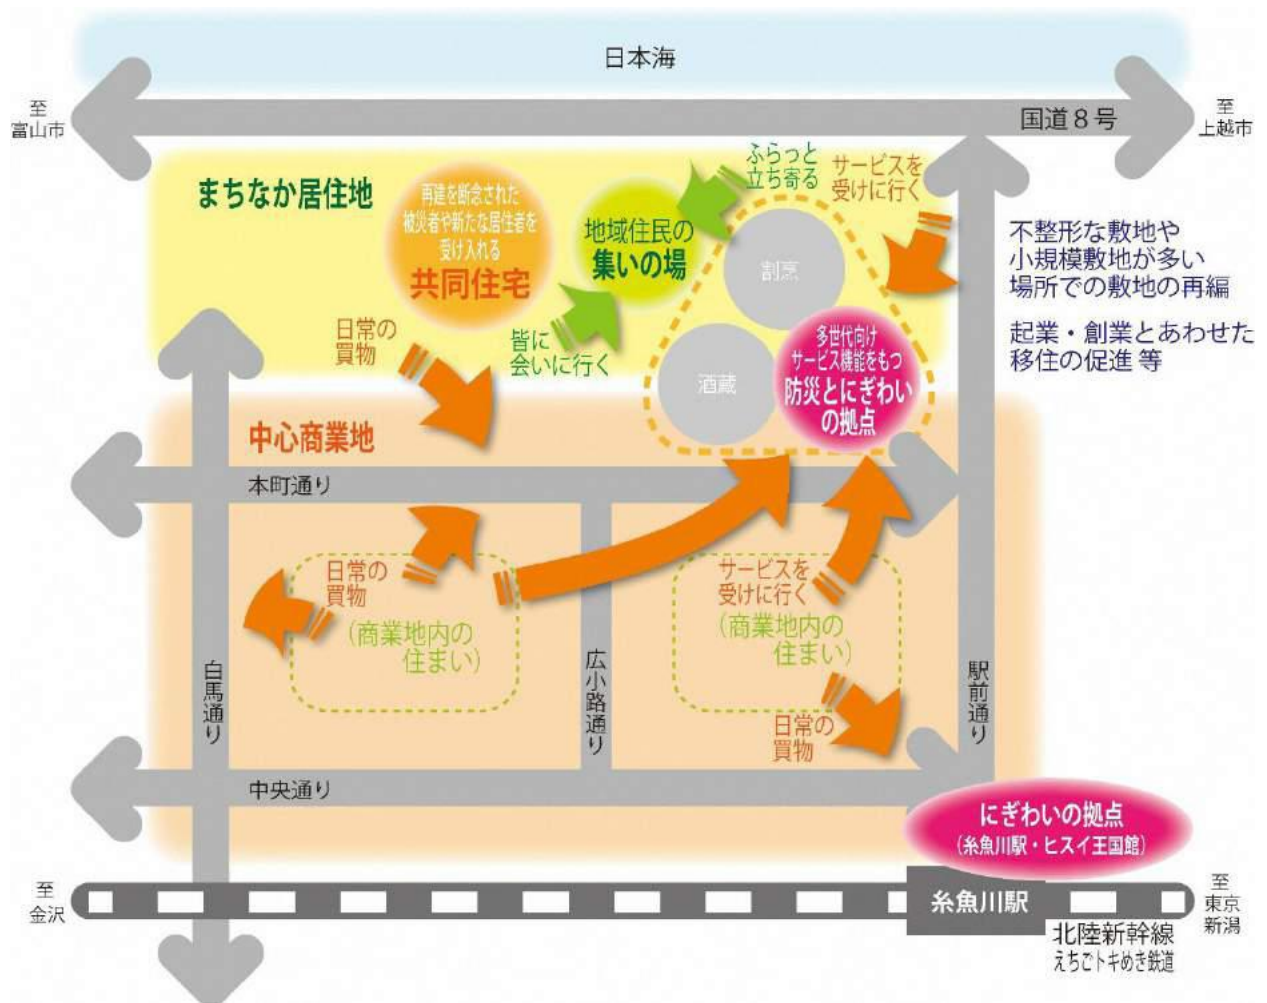 日本海
至
富山市
国道８号
至
上越市
まちなか居住地
再建を断念された
被災者や新たな居住者を
受け入れる
共同住宅
地域住民の
集いの場
ふらっと
立ち寄る
サービスを
受けに行く
割烹
不整形な敷地や
小規模敷地が多い
場所での敷地の再編
起業・創業とあわせた
移住の促進 等
日常の
買物
皆に
会いに行く
酒蔵
多世代向け
サービス機能をもつ
防災とにぎわい
の拠点
中心商業地
本町通り
日常の
買物
(商業地内の
住まい)
サービスを
受けに行く
(商業地内の
住まい)
白馬通り
広小路通り
駅前通り
日常の
買物
中央通り
にぎわいの拠点
(糸魚川駅・ヒスイ王国館)
至
金沢
糸魚川駅
至
東京
新潟
北陸新幹線
えちごトキめき鉄道